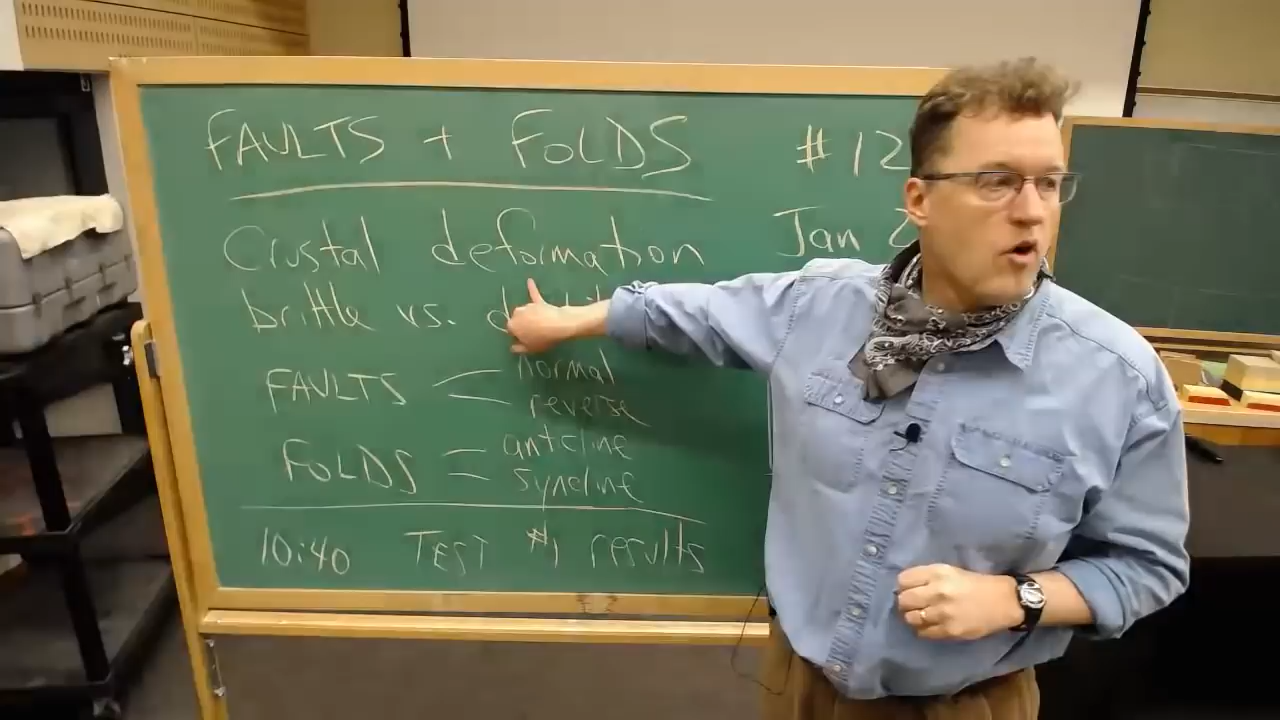 FAULTS + FOLDS #12
Crustal deformation Jan
brittle vs.
FAULTS normal
reverse
FOLDS anticline
syncline
10:40 TEST #1 results